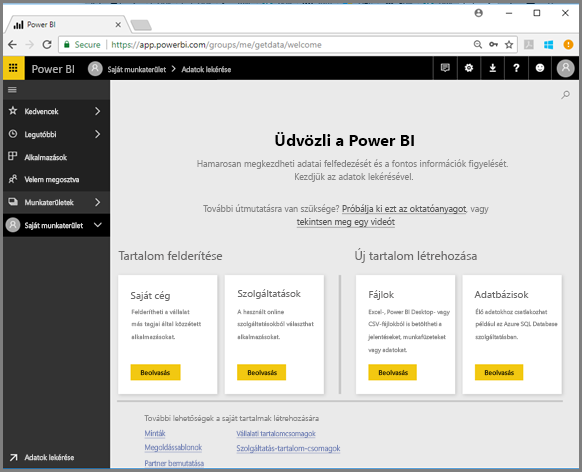 Power BI
Secure | https://app.powerbi.com/groups/me/getdata/welcome
Power BI Saját munkaterület > Adatok lekérése
Kedvencek
Legutóbbi
Alkalmazások
Velem megosztva
Munkaterületek
Saját munkaterület
Adatok lekérése
Üdvözli a Power BI
Hamarosan megkezdheti adatai felfedezését és a fontos információk figyelését.
Kezdjük az adatok lekérésével.
További útmutatásra van szüksége? Próbálja ki ezt az oktatóanyagot, vagy
tekintsen meg egy videót
Tartalom felderítése
Saját cég
Felderítheti a vállalat
más tagjai által közzétett
alkalmazásokat.
Beolvasás
Szolgáltatások
A használt online
szolgáltatásokból választhat
alkalmazásokat.
Beolvasás
Új tartalom létrehozása
Fájlok
Excel-, Power BI Desktop- vagy
CSV-fájlokról is betöltheti a
jelentéseket, munkafüzeteket
vagy adatokat.
Beolvasás
Adatbázisok
Élő adatokhoz csatlakozhat
például az Azure SQL Database
szolgáltatásban.
Beolvasás
További lehetőségek a saját tartalmak létrehozására
Minták
Megoldássablonok
Partner bemutatása
Vállalati tartalomcsomagok
Szolgáltatás-tartalom-csomagok